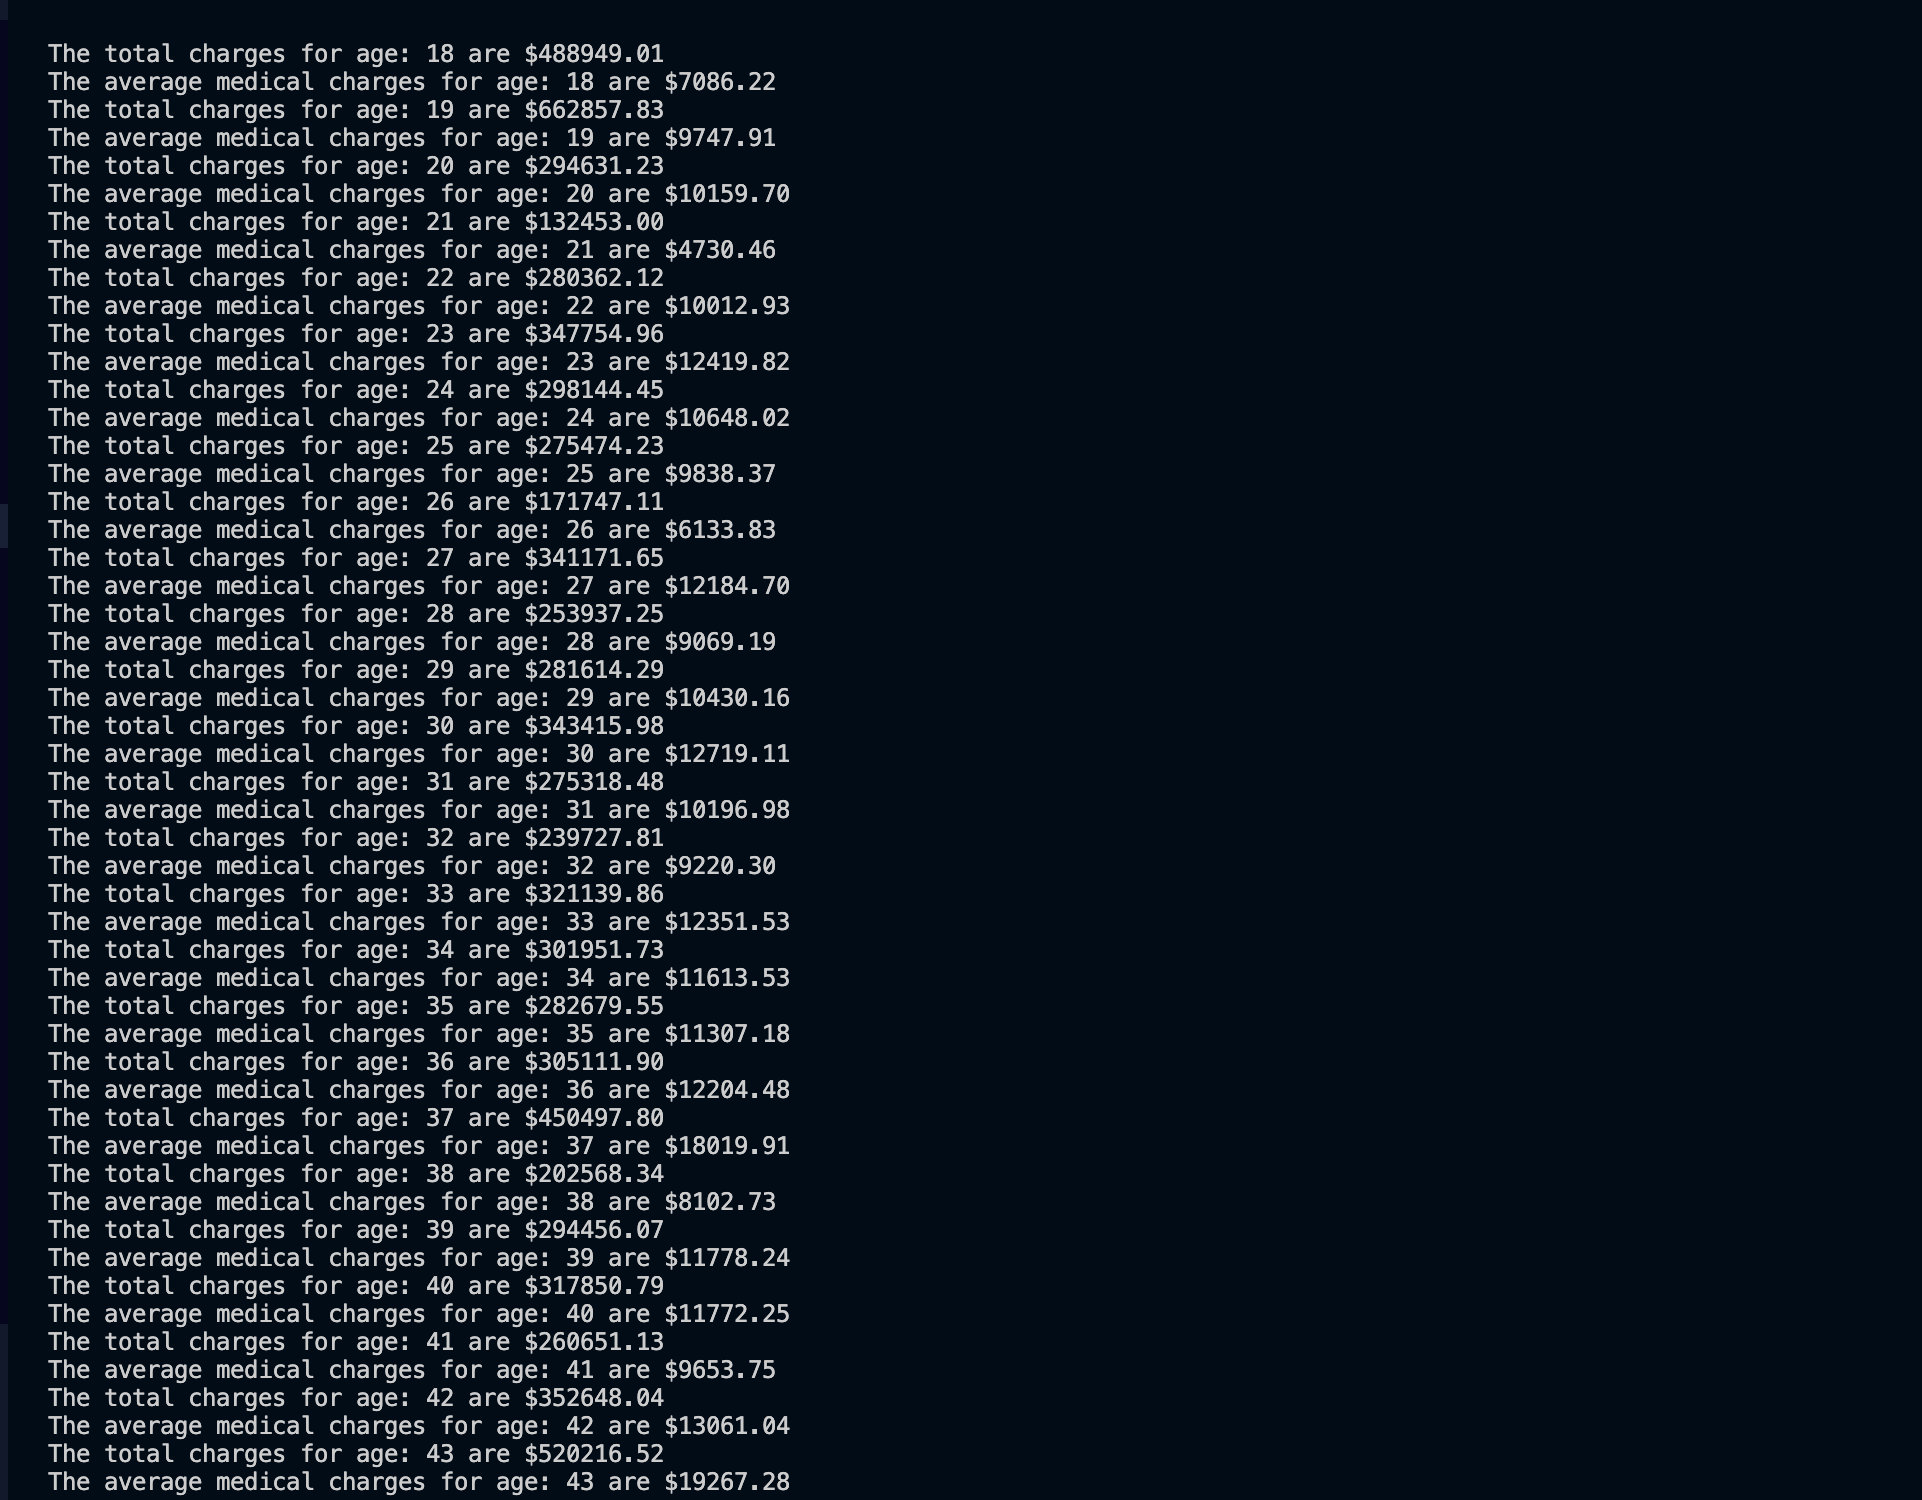 The total charges for age: 18 are $488949.01
The average medical charges for age: 18 are $7086.22
The total charges for age: 19 are $662857.83
The average medical charges for age: 19 are $9747.91
The total charges for age: 20 are $294631.23
The average medical charges for age: 20 are $10159.70
The total charges for age: 21 are $132453.00
The average medical charges for age: 21 are $4730.46
The total charges for age: 22 are $280362.12
The average medical charges for age: 22 are $10012.93
The total charges for age: 23 are $347754.96
The average medical charges for age: 23 are $12419.82
The total charges for age: 24 are $298144.45
The average medical charges for age: 24 are $10648.02
The total charges for age: 25 are $275474.23
The average medical charges for age: 25 are $9838.37
The total charges for age: 26 are $171747.11
The average medical charges for age: 26 are $6133.83
The total charges for age: 27 are $341171.65
The average medical charges for age: 27 are $12184.70
The total charges for age: 28 are $253937.25
The average medical charges for age: 28 are $9069.19
The total charges for age: 29 are $281614.29
The average medical charges for age: 29 are $10430.16
The total charges for age: 30 are $343415.98
The average medical charges for age: 30 are $12719.11
The total charges for age: 31 are $275318.48
The average medical charges for age: 31 are $10196.98
The total charges for age: 32 are $239727.81
The average medical charges for age: 32 are $9220.30
The total charges for age: 33 are $321139.86
The average medical charges for age: 33 are $12351.53
The total charges for age: 34 are $301951.73
The average medical charges for age: 34 are $11613.53
The total charges for age: 35 are $282679.55
The average medical charges for age: 35 are $11307.18
The total charges for age: 36 are $305111.90
The average medical charges for age: 36 are $12204.48
The total charges for age: 37 are $450497.80
The average medical charges for age: 37 are $18019.91
The total charges for age: 38 are $202568.34
The average medical charges for age: 38 are $8102.73
The total charges for age: 39 are $294456.07
The average medical charges for age: 39 are $11778.24
The total charges for age: 40 are $317850.79
The average medical charges for age: 40 are $11772.25
The total charges for age: 41 are $260651.13
The average medical charges for age: 41 are $9653.75
The total charges for age: 42 are $352648.04
The average medical charges for age: 42 are $13061.04
The total charges for age: 43 are $520216.52
The average medical charges for age: 43 are $19267.28